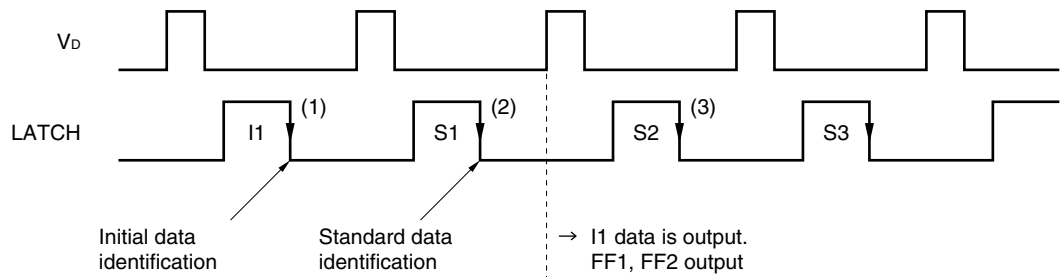 VD
LATCH
I1
(1)
S1
(2)
S2
(3)
S3
Initial data
identification
Standard data
identification
→ I1 data is output.
FF1, FF2 output